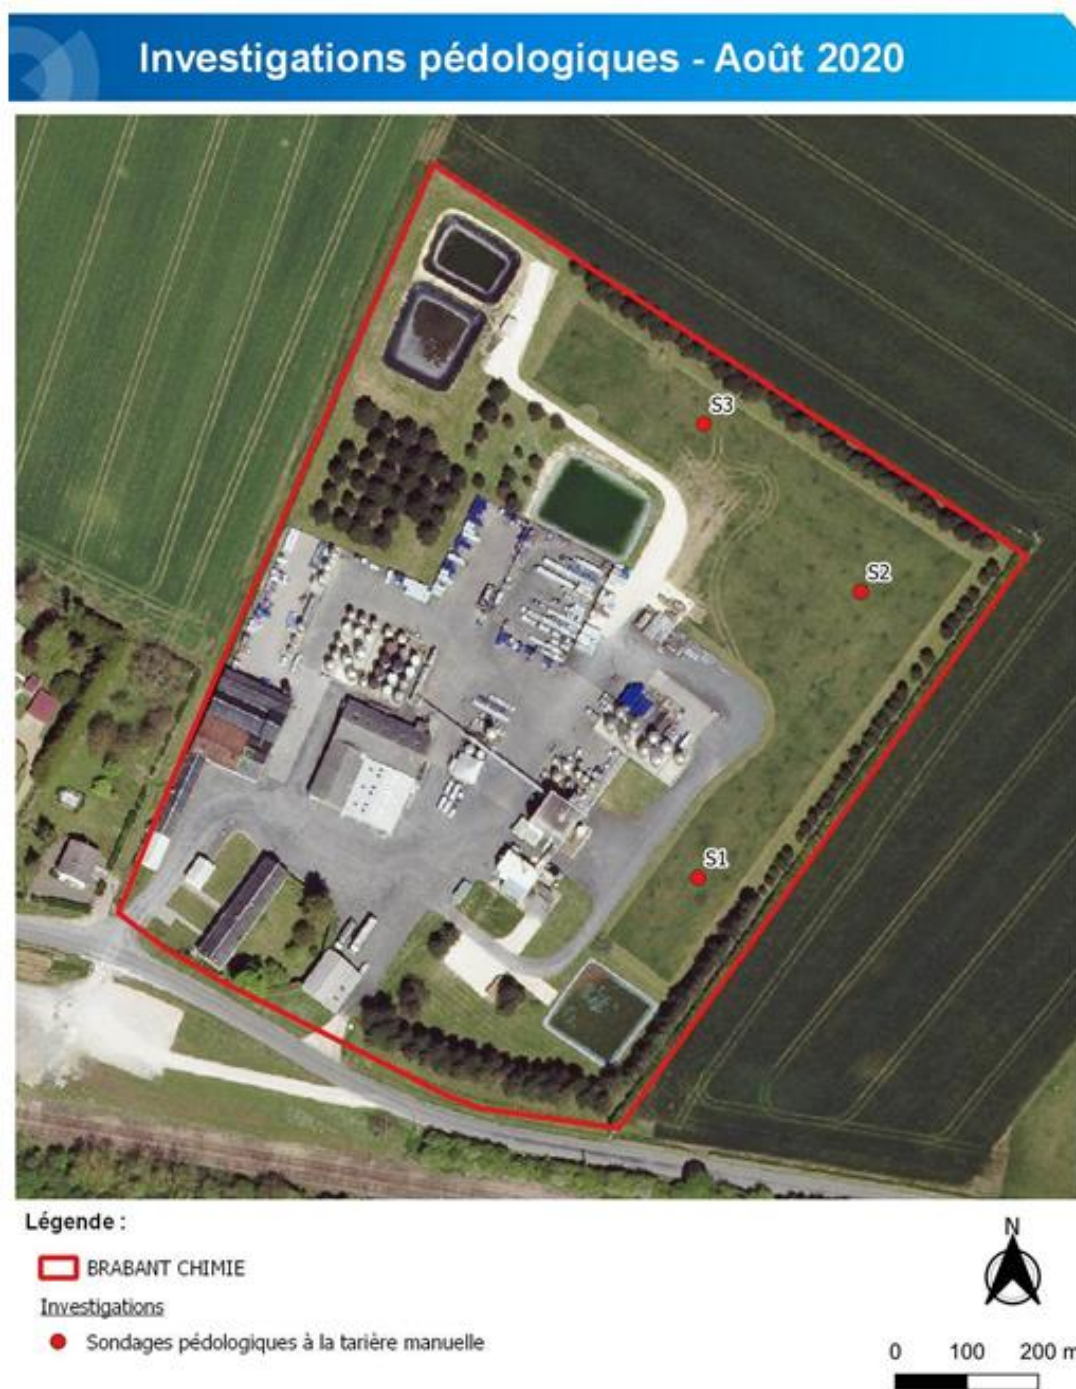 Investigations pédologiques - Août 2020
S3
S2
S1
Légende :
N
BRABANT CHIMIE
Investigations
Sondages pédologiques à la tarière manuelle
0 100 200 m